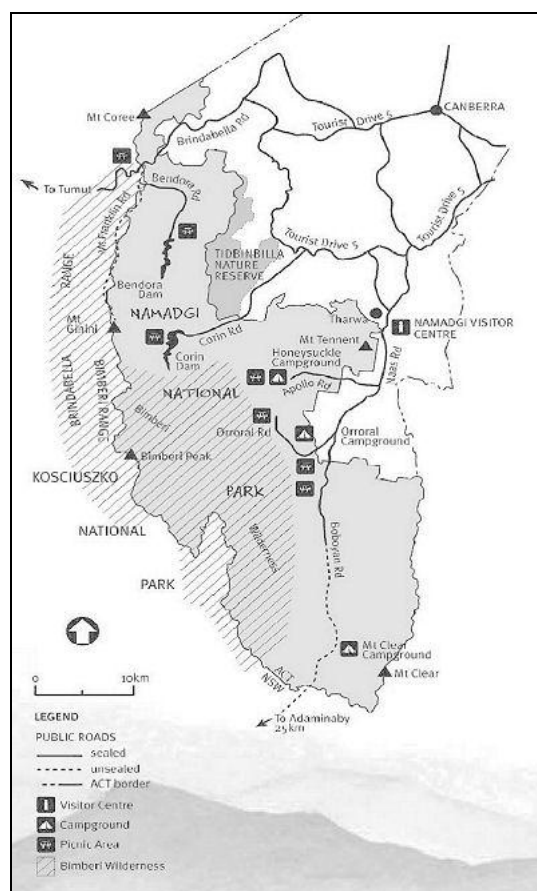 Mt Coree
CANBERRA
Brindabella Rd
Tourist Drive 5
To Tumut
Bendora Rd
Mt Franklin Rd
Tourist Drive 5
Tourist Drive 5
TIDBINBILLA
NATURE
RESERVE
RANGE
Bendora
Dam
NAMADGI
Tharwa
NAMADGI VISITOR
CENTRE
Mt Ginini
Corin Rd
Mt Tennent
Corin
Dam
Honeysuckle
Campground
Naas Rd
BRINDABELLA
BIMBERI RANGE
NATIONAL
Apollo Rd
Bimberi
Orroral Rd
Orroral
Campground
Bimberi Peak
KOSCIUSZKO
PARK
NATIONAL
Wilderness
Boboyan Rd
PARK
Mt Clear
Campground
Mt Clear
ACT
NSW
0 10km
To Adaminaby
25km
LEGEND
PUBLIC ROADS
sealed
unsealed
ACT border
Visitor Centre
Campground
Picnic Area
Bimberi Wilderness